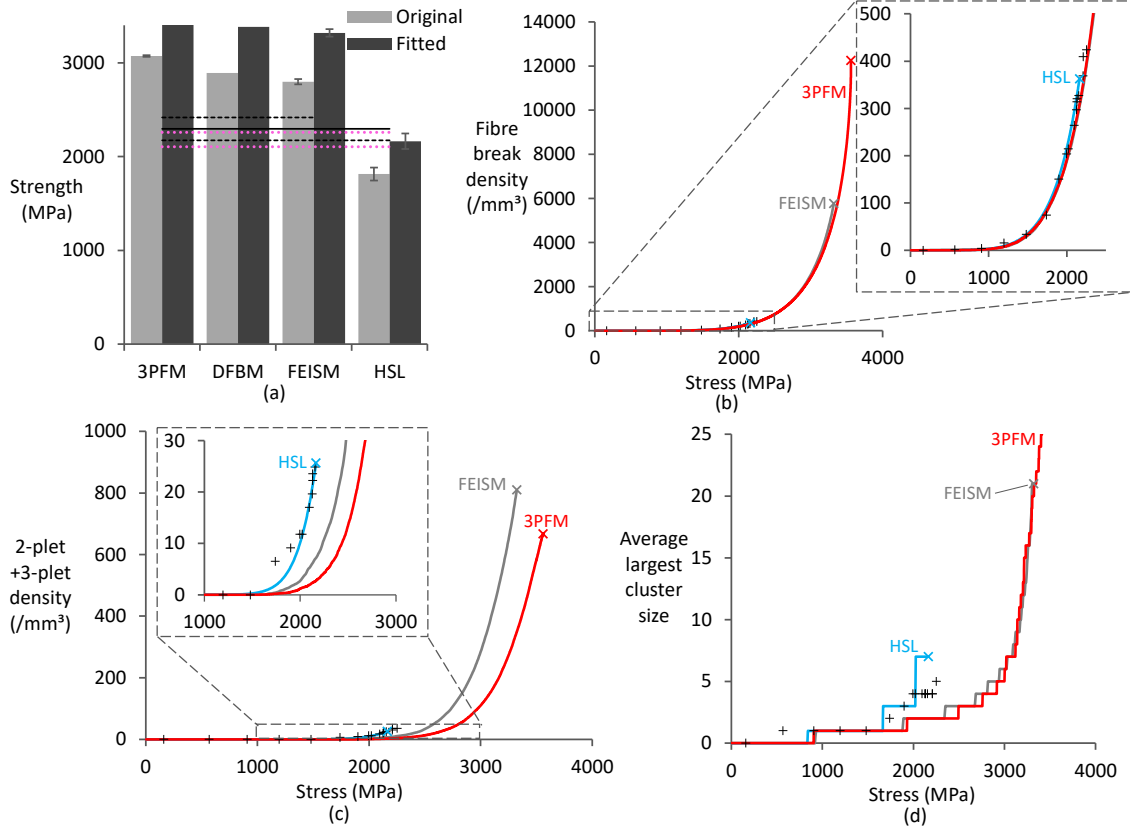 Original
Fitted
3000
2000
1000
0
Strength
(MPa)
3PFM DFBM FEISM HSL
(a)
14000
12000
10000
8000
6000
4000
2000
0
Fibre
break
density
(/mm³)
3PFM
FEISM
0 2000 4000
Stress (MPa)
(b)
500
400
300
200
100
0
HSL
0 1000 2000
1000
800
600
400
200
0
2-plet
+3-plet
density
(/mm³)
30
20
10
0
HSL
1000 2000 3000
FEISM
3PFM
0 1000 2000 3000 4000
Stress (MPa)
(c)
25
20
15
10
5
0
Average
largest
cluster
size
3PFM
FEISM
HSL
0 1000 2000 3000 4000
Stress (MPa)
(d)